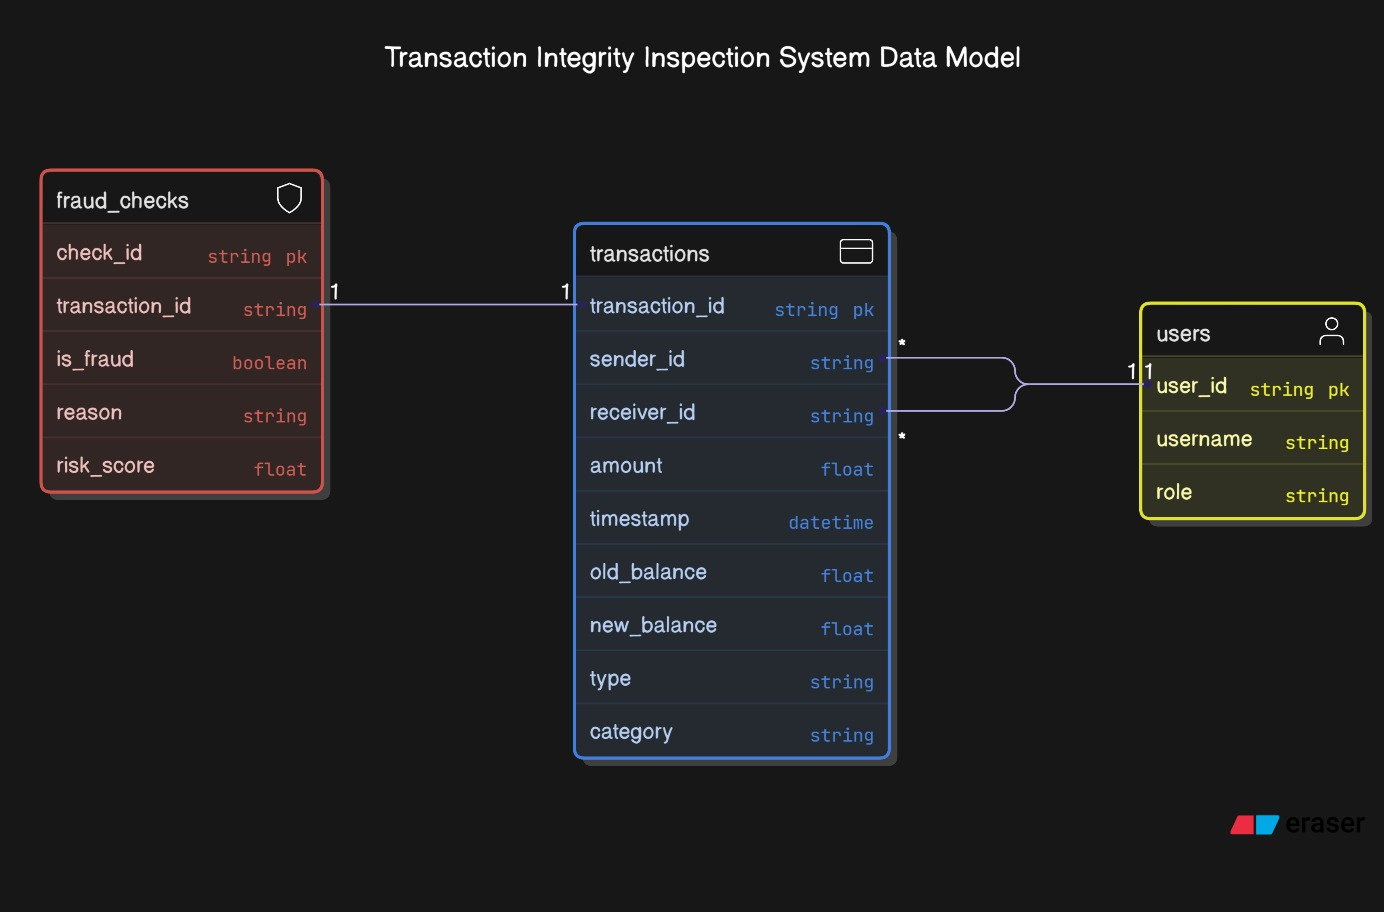 Transaction Integrity Inspection System Data Model
fraud_checks
check_id string pk
transaction_id string
is_fraud boolean
reason string
risk_score float
1
1
transactions
transaction_id string pk
sender_id string
receiver_id string
amount float
timestamp datetime
old_balance float
new_balance float
type string
category string
*
*
1 1
users
user_id string pk
username string
role string
eraser